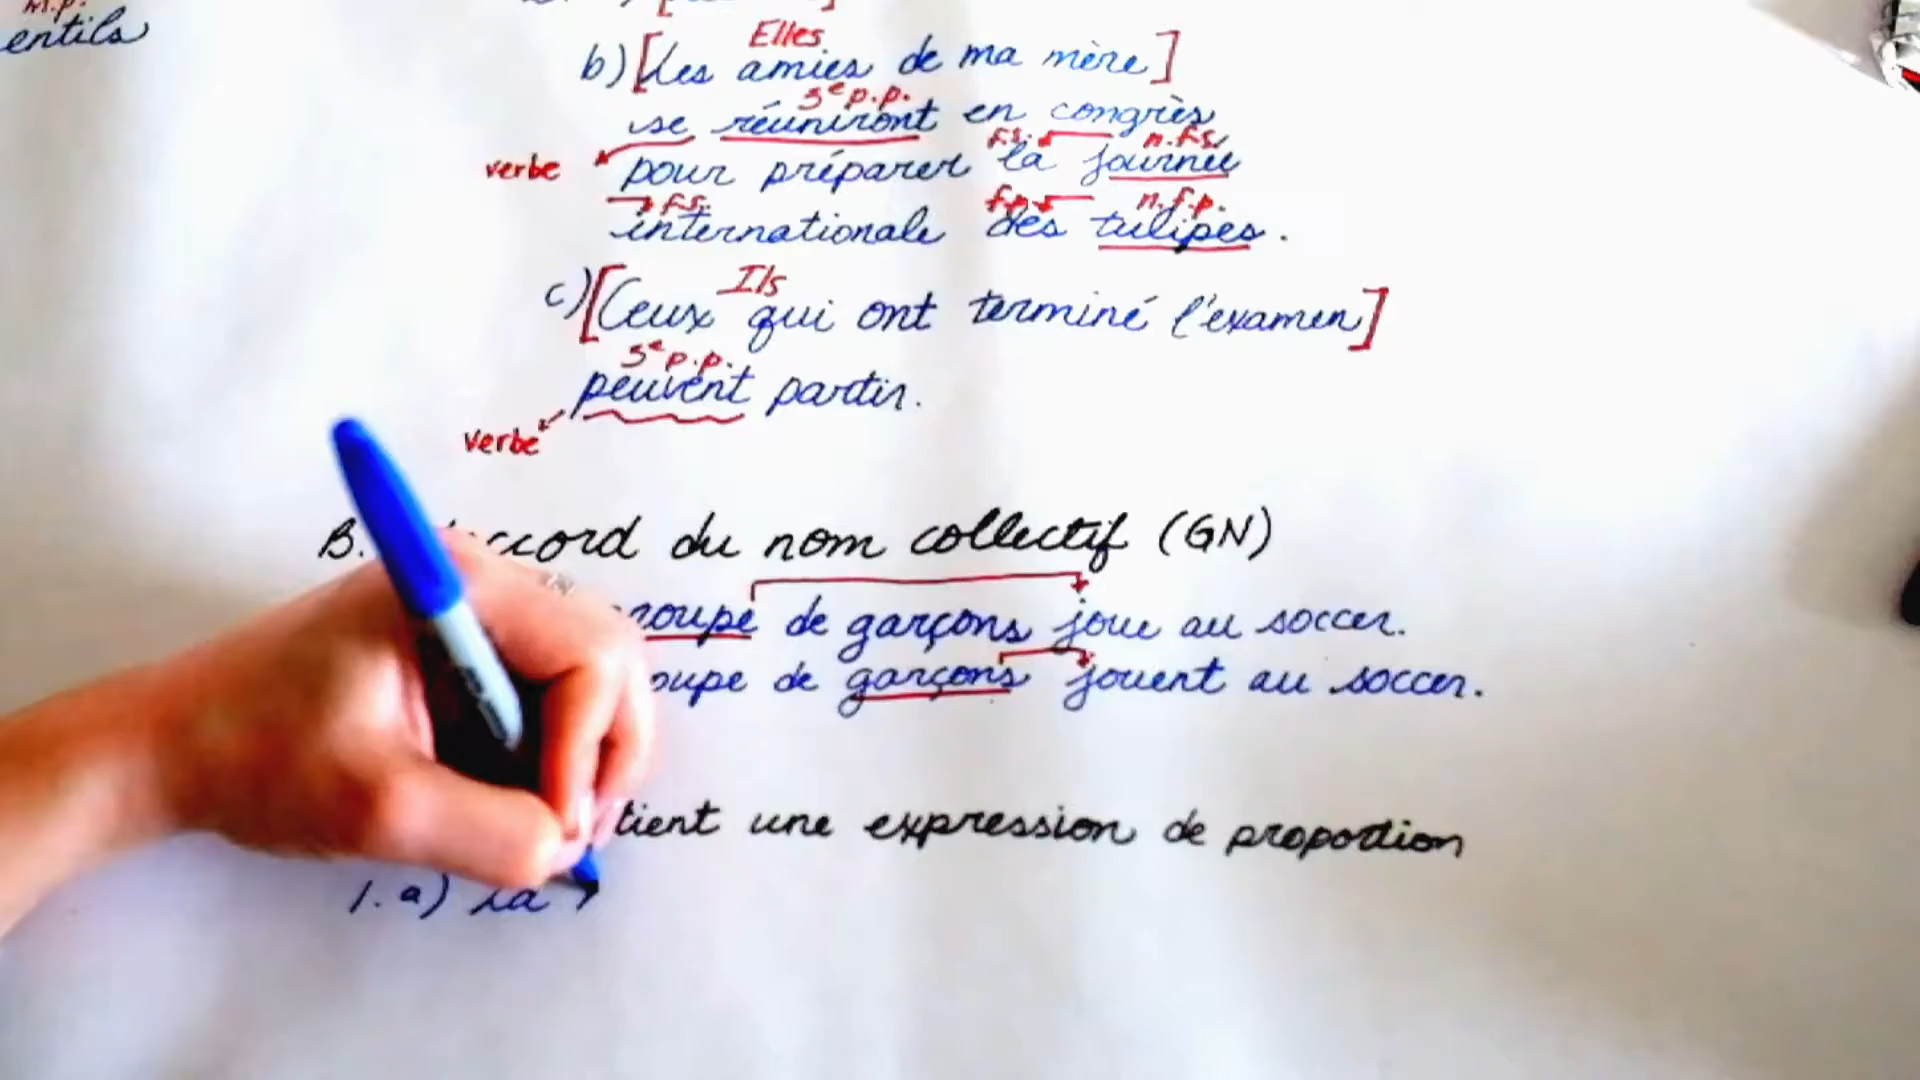 entils
Elles
b) [Les amies de ma mère]
3e p.p.
se réuniront en congrès
f.s. n.f.s.
verbe pour préparer la journée
f.s. f.p. n.f.p.
internationale des tulipes.
Ils
c) [Ceux qui ont terminé l'examen]
3e p.p.
peuvent partir.
verbe
B. ccord du nom collectif (GN)
roupe de garçons joue au soccer.
oupe de garçons jouent au soccer.
tient une expression de proportion
1. a) La